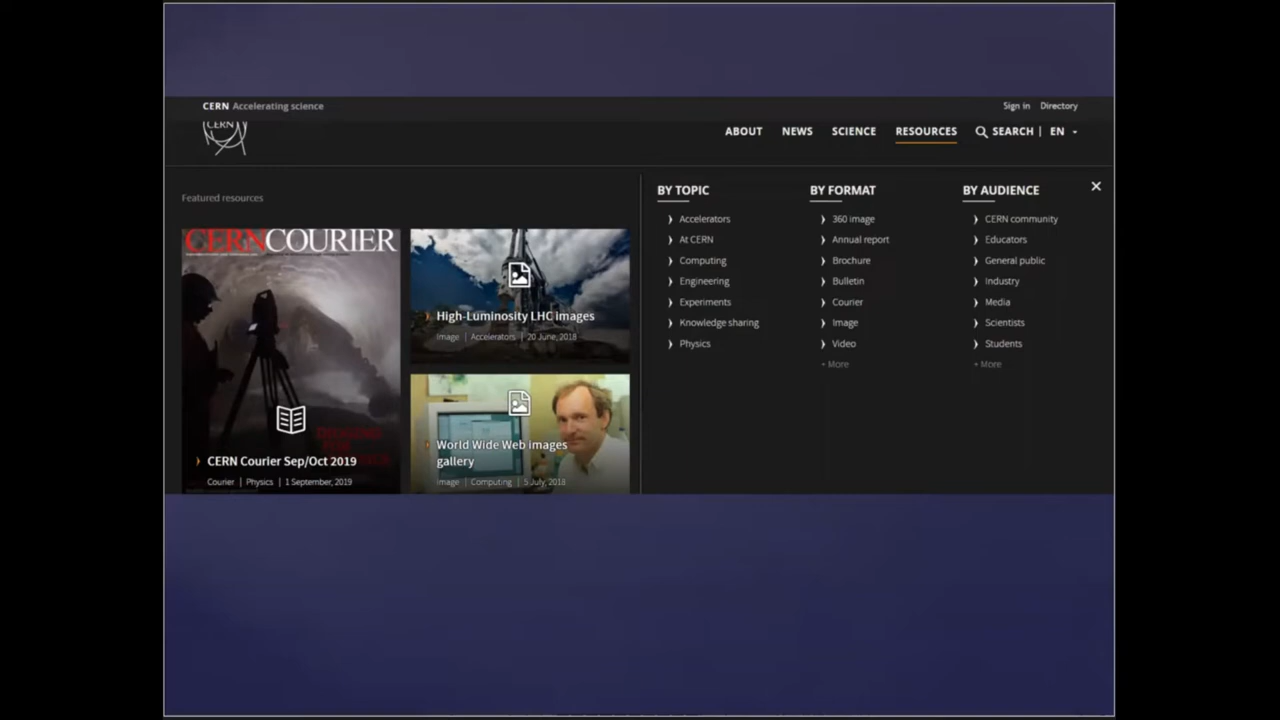 CERN Accelerating science
Sign in Directory
CERN
ABOUT NEWS SCIENCE RESOURCES SEARCH | EN
Featured resources
CERNCOURIER
CERN Courier Sep/Oct 2019
Courier | Physics | 1 September, 2019
High-Luminosity LHC images
Image | Accelerators | 20 June, 2018
World Wide Web images
gallery
Image | Computing | 5 July, 2018
BY TOPIC
Accelerators
At CERN
Computing
Engineering
Experiments
Knowledge sharing
Physics
BY FORMAT
360 image
Annual report
Brochure
Bulletin
Courier
Image
Video
+ More
BY AUDIENCE
CERN community
Educators
General public
Industry
Media
Scientists
Students
+ More